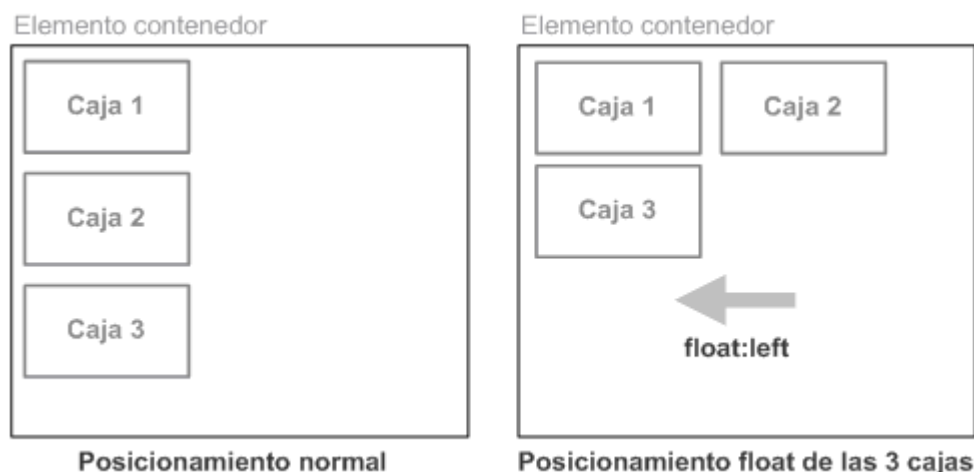 Elemento contenedor
Caja 1
Caja 2
Caja 3
Posicionamiento normal
Elemento contenedor
Caja 1 Caja 2
Caja 3
float:left
Posicionamiento float de las 3 cajas